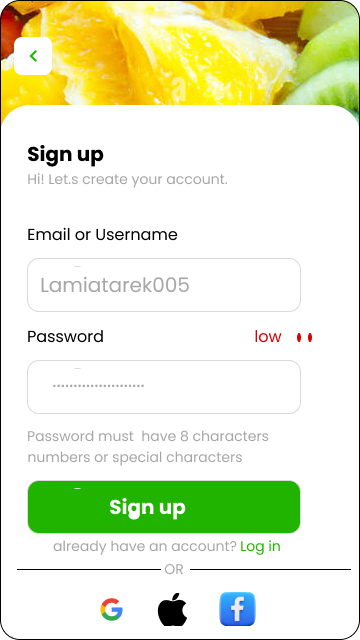 Sign up
Hi! Let.s create your account.
Email or Username
Lamiatarek005
Password low
Password must have 8 characters
numbers or special characters
Sign up
already have an account? Log in
OR